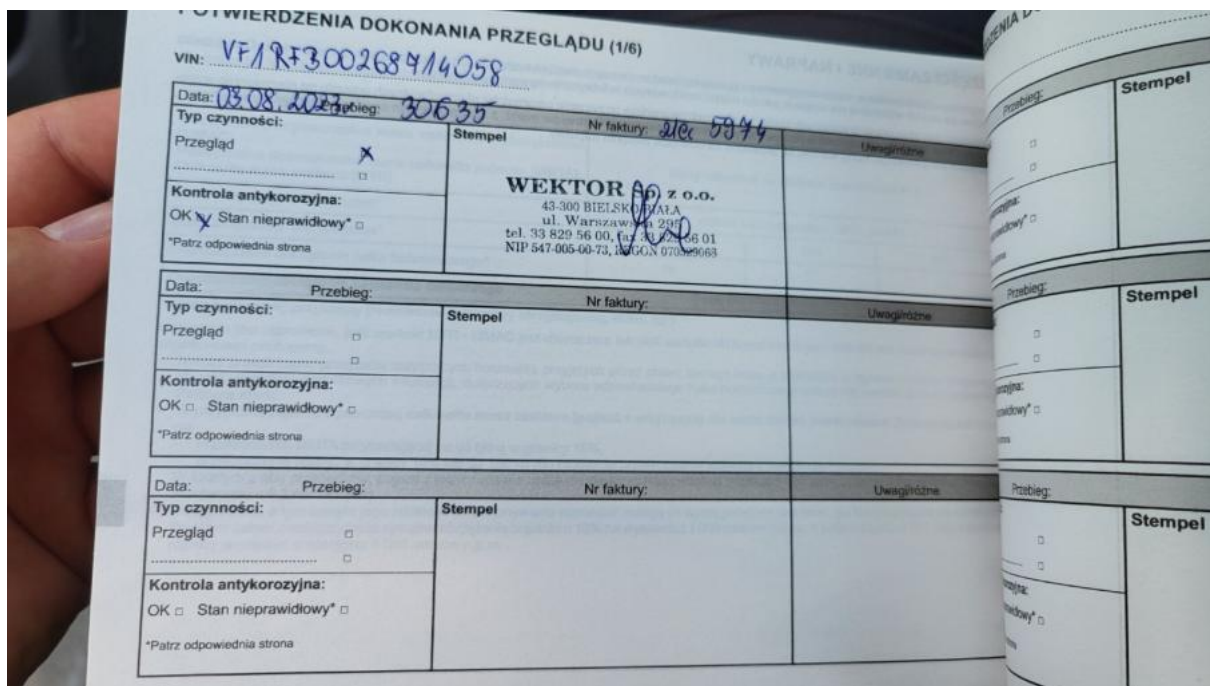 POTWIERDZENIA DOKONANIA PRZEGLĄDU (1/6)
VIN: VF1RF300268914058
Data: 03.08.2023 Przebieg: 30635 Nr faktury: 5974 Uwagi/różne
Typ czynności: Stempel
Przegląd x
Kontrola antykorozyjna:
OK x Stan nieprawidłowy*
*Patrz odpowiednia strona
WEKTOR Sp. z o.o.
43-300 BIELSKO-BIAŁA
ul. Warszawska 295
tel. 33 829 56 00, fax 33 829 56 01
NIP 547-005-00-73, REGON
Data: Przebieg: Nr faktury: Uwagi/różne
Typ czynności: Stempel
Przegląd
Kontrola antykorozyjna:
OK Stan nieprawidłowy*
*Patrz odpowiednia strona
Data: Przebieg: Nr faktury: Uwagi/różne
Typ czynności: Stempel
Przegląd
Kontrola antykorozyjna:
OK Stan nieprawidłowy*
*Patrz odpowiednia strona
Przebieg:
Stempel
Przebieg:
Stempel
Przebieg:
Stempel